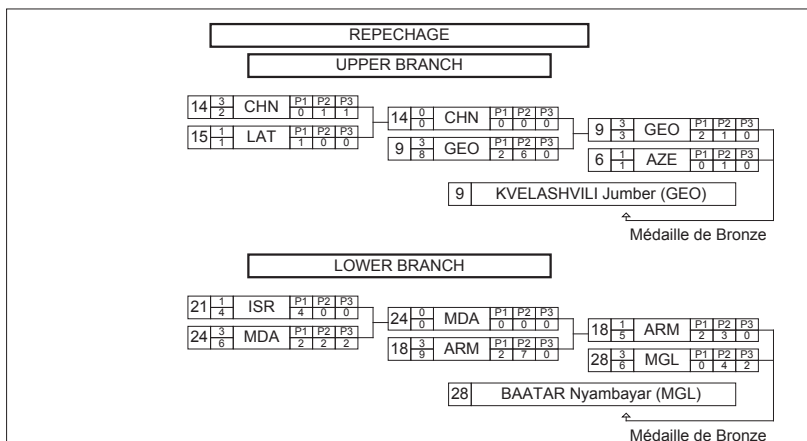 REPECHAGE
UPPER BRANCH
14 3 2 CHN P1 P2 P3 0 1 1
15 1 1 LAT P1 P2 P3 1 0 0
14 0 0 CHN P1 P2 P3 0 0 0
9 3 8 GEO P1 P2 P3 2 6 0
9 3 3 GEO P1 P2 P3 2 1 0
6 1 1 AZE P1 P2 P3 0 1 0
9 KVELASHVILI Jumber (GEO)
Médaille de Bronze
LOWER BRANCH
21 1 4 ISR P1 P2 P3 4 0 0
24 3 6 MDA P1 P2 P3 2 2 2
24 0 0 MDA P1 P2 P3 0 0 0
18 3 9 ARM P1 P2 P3 2 7 0
18 1 5 ARM P1 P2 P3 2 3 0
28 3 6 MGL P1 P2 P3 0 4 2
28 BAATAR Nyambayar (MGL)
Médaille de Bronze